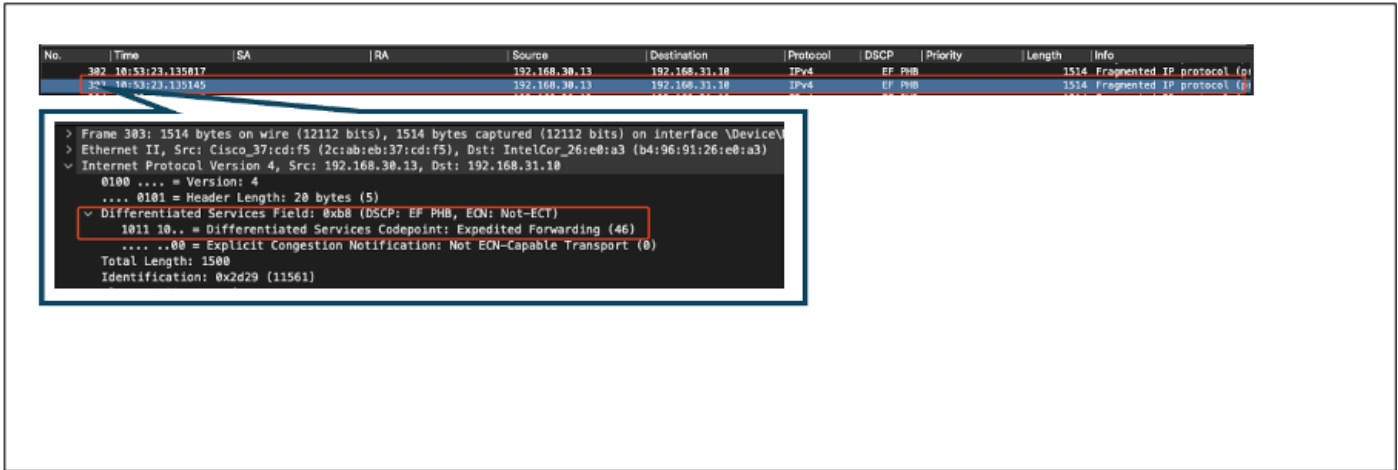 No. Time SA RA Source Destination Protocol DSCP Priority Length Info
302 10:53:23.135017 192.168.30.13 192.168.31.10 IPv4 EF PHB 1514 Fragmented IP protocol
303 10:53:23.135145 192.168.30.13 192.168.31.10 IPv4 EF PHB 1514 Fragmented IP protocol
> Frame 303: 1514 bytes on wire (12112 bits), 1514 bytes captured (12112 bits) on interface \Device\
> Ethernet II, Src: Cisco_37:cd:f5 (2c:ab:eb:37:cd:f5), Dst: IntelCor_26:e0:a3 (b4:96:91:26:e0:a3)
Internet Protocol Version 4, Src: 192.168.30.13, Dst: 192.168.31.10
0100 .... = Version: 4
.... 0101 = Header Length: 20 bytes (5)
Differentiated Services Field: 0xb8 (DSCP: EF PHB, ECN: Not-ECT)
1011 10.. = Differentiated Services Codepoint: Expedited Forwarding (46)
.... ..00 = Explicit Congestion Notification: Not ECN-Capable Transport (0)
Total Length: 1500
Identification: 0x2d29 (11561)